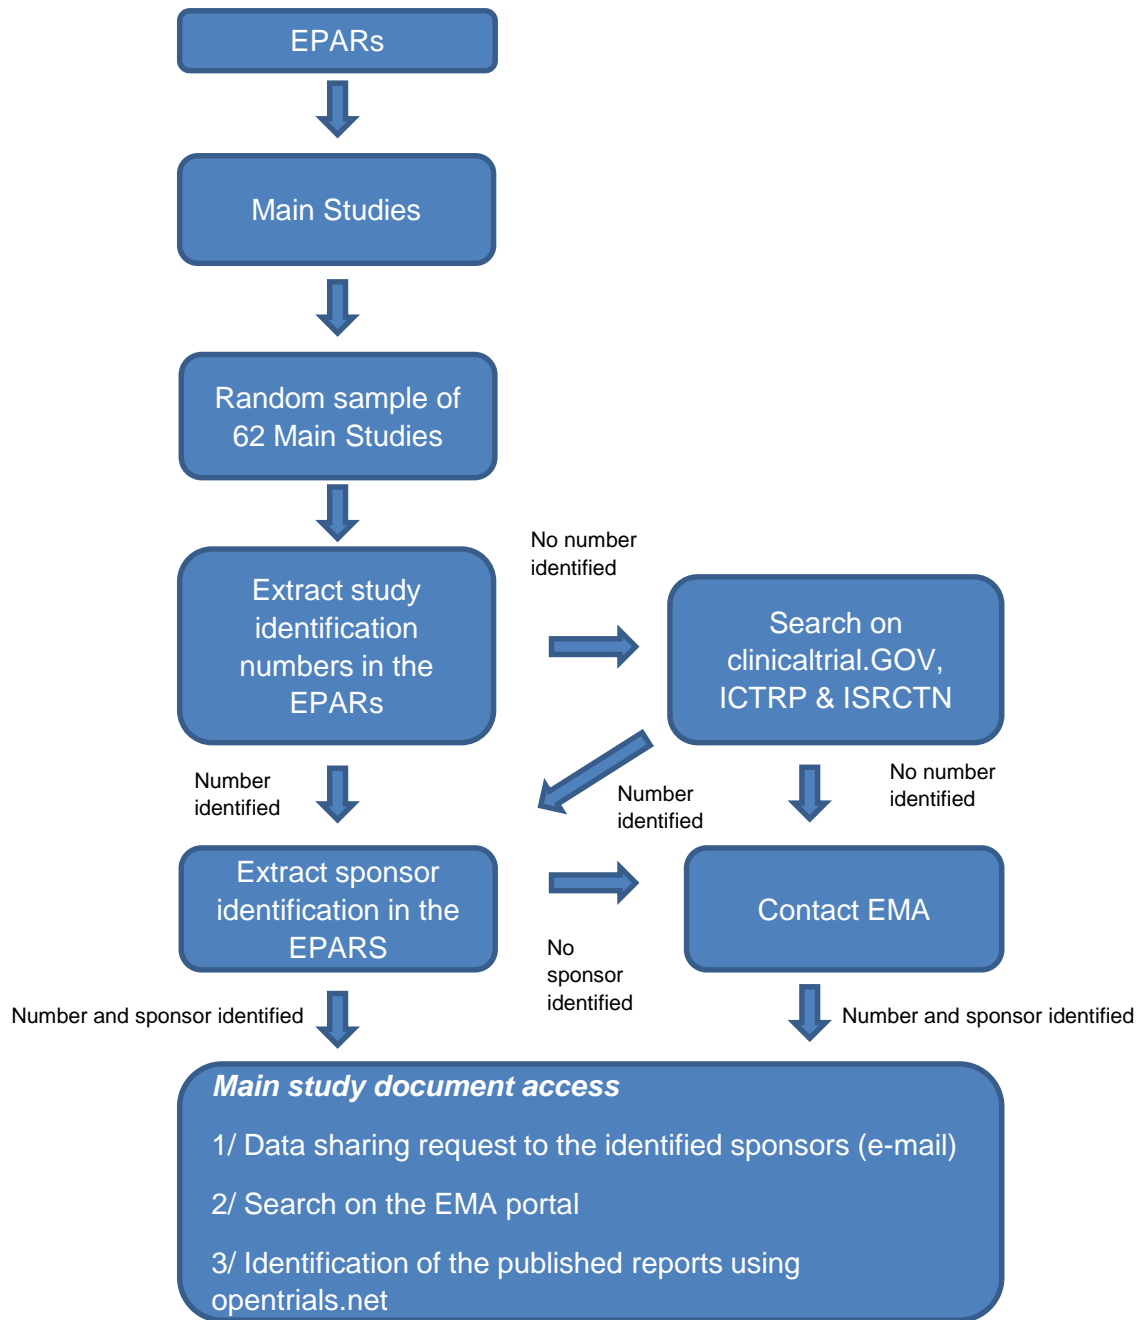 EPARs
Main Studies
Random sample of
62 Main Studies
No number
identified
Extract study
identification
numbers in the
EPARs
Search on
clinicaltrial.GOV,
ICTRP & ISRCTN
Number
identified
Number
identified
No number
identified
Extract sponsor
identification in the
EPARS
Contact EMA
No
sponsor
identified
Number and sponsor identified
Number and sponsor identified
Main study document access
1/ Data sharing request to the identified sponsors (e-mail)
2/ Search on the EMA portal
3/ Identification of the published reports using
opentrials.net